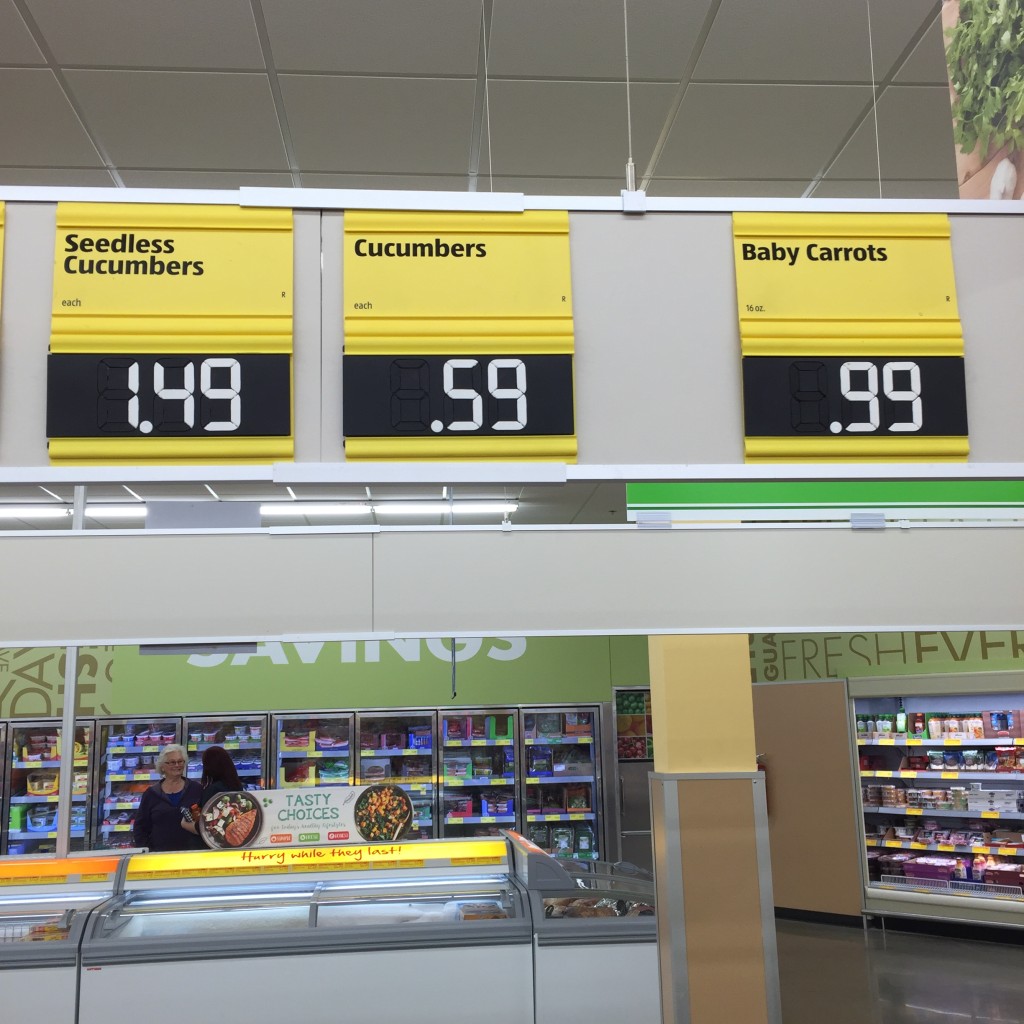 Seedless
Cucumbers
each
R
1.49
Cucumbers
each
R
.59
Baby Carrots
16 oz.
R
.99
SAVINGS
FRESH EVER
TASTY
CHOICES
Hurry while they last!